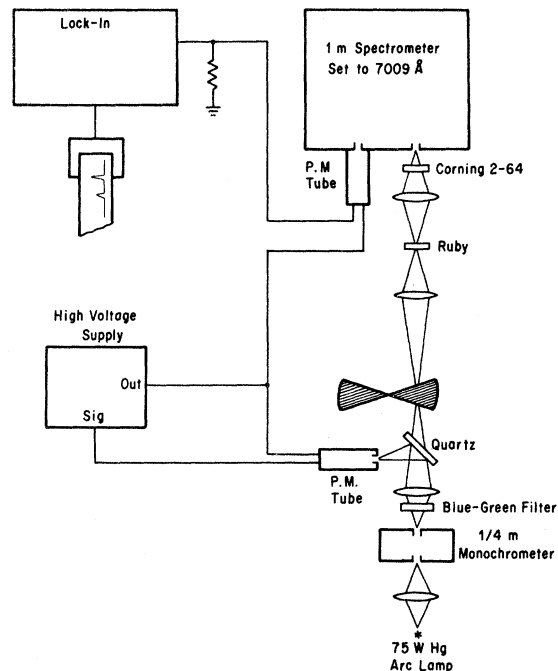 Lock-In
1 m Spectrometer
Set to 7009 Å
P.M
Tube
Corning 2-64
Ruby
High Voltage
Supply
Out
Sig
Quartz
P.M.
Tube
Blue-Green Filter
1/4 m
Monochrometer
*
75 W Hg
Arc Lamp